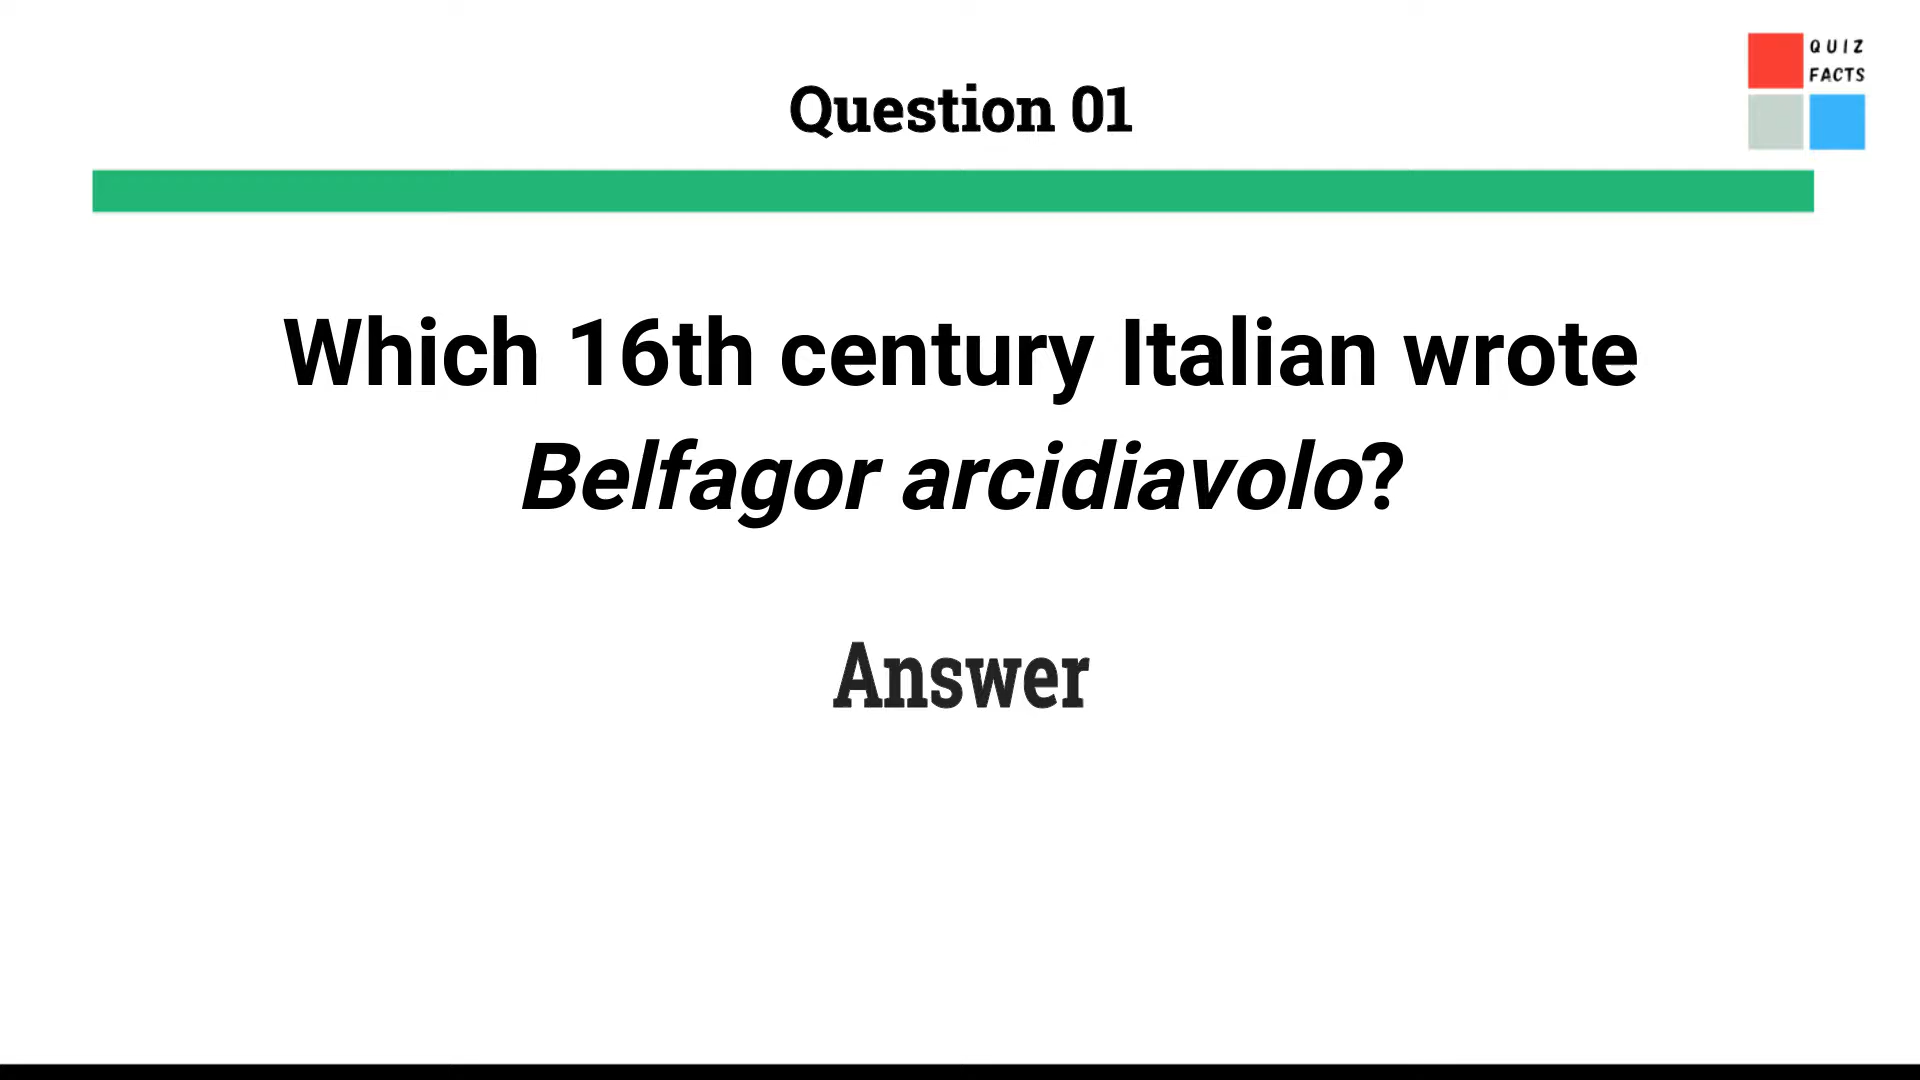 QUIZ
FACTS
Question 01
Which 16th century Italian wrote
Belfagor arcidiavolo?
Answer